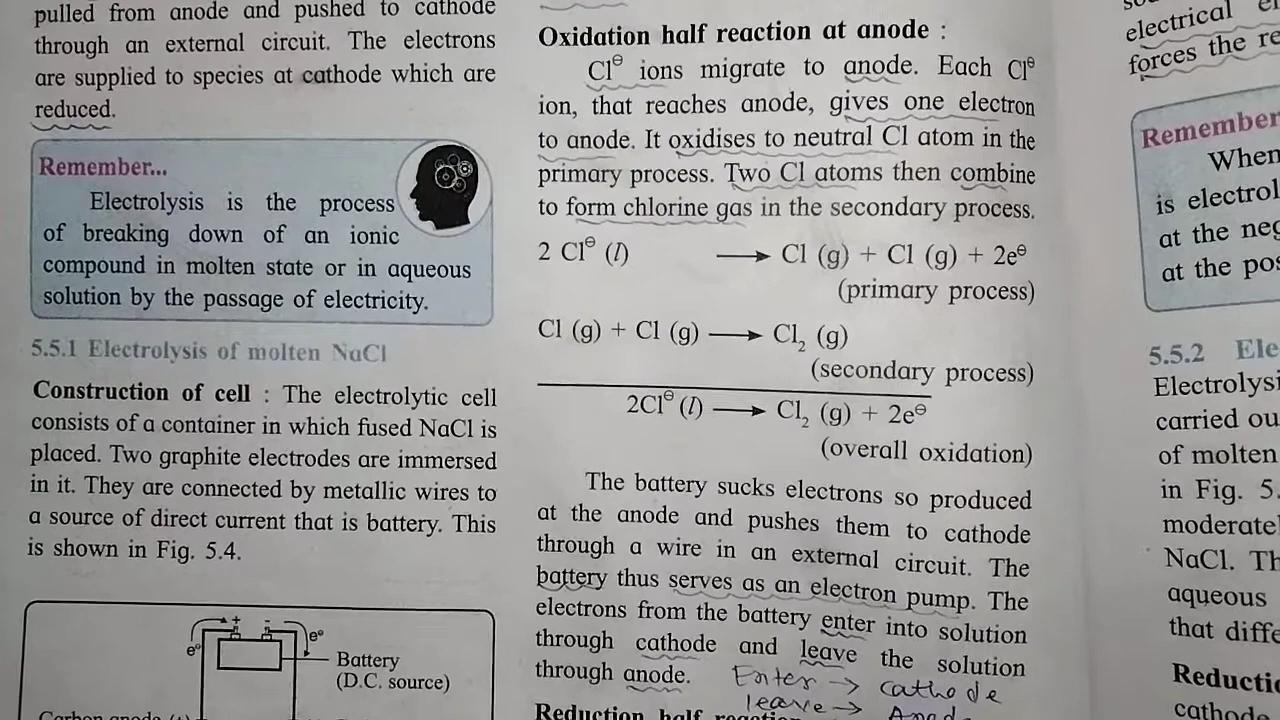 pulled from anode and pushed to cathode
through an external circuit. The electrons
are supplied to species at cathode which are
reduced.
Remember...
Electrolysis is the process
of breaking down of an ionic
compound in molten state or in aqueous
solution by the passage of electricity.
5.5.1 Electrolysis of molten NaCl
Construction of cell : The electrolytic cell
consists of a container in which fused NaCl is
placed. Two graphite electrodes are immersed
in it. They are connected by metallic wires to
a source of direct current that is battery. This
is shown in Fig. 5.4.
+ -
e⊖ e⊖
Battery
(D.C. source)
Carbon anode (+)
Oxidation half reaction at anode :
Cl⊖ ions migrate to anode. Each Cl⊖
ion, that reaches anode, gives one electron
to anode. It oxidises to neutral Cl atom in the
primary process. Two Cl atoms then combine
to form chlorine gas in the secondary process.
2 Cl⊖ (l) ⟶ Cl (g) + Cl (g) + 2e⊖
(primary process)
Cl (g) + Cl (g) ⟶ Cl₂ (g)
(secondary process)
2Cl⊖ (l) ⟶ Cl₂ (g) + 2e⊖
(overall oxidation)
The battery sucks electrons so produced
at the anode and pushes them to cathode
through a wire in an external circuit. The
battery thus serves as an electron pump. The
electrons from the battery enter into solution
through cathode and leave the solution
through anode. Enter → cathode
leave →
Reduction half
electrical
forces the
Remember
When
is electrol
at the neg
at the pos
5.5.2 Ele
Electrolysi
carried ou
of molten
in Fig. 5.
moderatel
NaCl. Th
aqueous
that diffe
Reductio
cathode